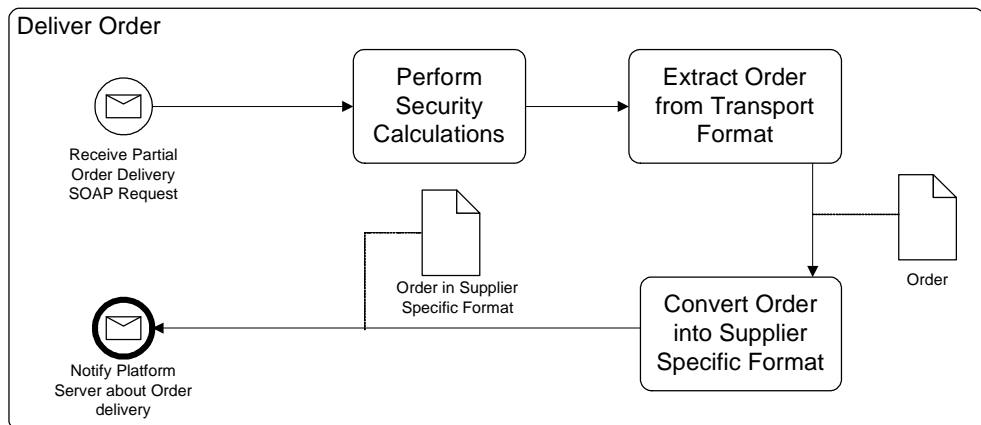 Deliver Order
Perform
Security
Calculations
Extract Order
from Transport
Format
Receive Partial
Order Delivery
SOAP Request
Order in Supplier
Specific Format
Order
Convert Order
into Supplier
Specific Format
Notify Platform
Server about Order
delivery